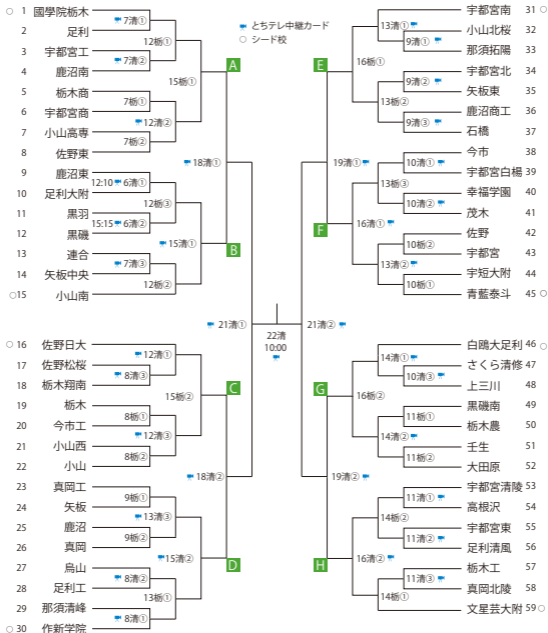 とちテレ中継カード
○ シード校
○ 1 國學院栃木
2 足利
3 宇都宮工
4 鹿沼南
5 栃木商
6 宇都宮商
7 小山高専
8 佐野東
9 鹿沼東
10 足利大附
11 黒羽
12 黒磯
13 連合
14 矢板中央
○15 小山南
7清①
12栃①
7清②
15栃①
7栃①
12清②
7栃②
18清①
12:10 6清①
12栃③
15:15 6清②
15清①
7清③
12栃②
A
B
21清①
○ 16 佐野日大
17 佐野松桜
18 栃木翔南
19 栃木
20 今市工
21 小山西
22 小山
23 真岡工
24 矢板
25 鹿沼
26 真岡
27 烏山
28 足利工
29 那須清峰
○ 30 作新学院
12清①
8清③
15栃②
8栃①
12清③
8栃②
18清②
9栃①
13清③
9栃②
15清②
8清②
13栃①
8清①
C
D
22清
10:00
宇都宮南 31 ○
小山北桜 32
那須拓陽 33
宇都宮北 34
矢板東 35
鹿沼商工 36
石橋 37
今市 38
宇都宮白楊 39
幸福学園 40
茂木 41
佐野 42
宇都宮 43
宇短大附 44
青藍泰斗 45 ○
13清①
9清①
16栃①
9清②
13栃②
9清③
19清①
10清①
13栃③
10清②
16清①
10栃②
13清②
10栃①
E
F
21清②
白鴎大足利 46 ○
さくら清修 47
上三川 48
黒磯南 49
栃木農 50
壬生 51
大田原 52
宇都宮清陵 53
高根沢 54
宇都宮東 55
足利清風 56
栃木工 57
真岡北陵 58
文星芸大附 59 ○
14清①
10清③
16栃②
11栃①
14清②
11栃②
19清②
11清①
14栃②
11清②
16清②
11清③
14栃①
G
H